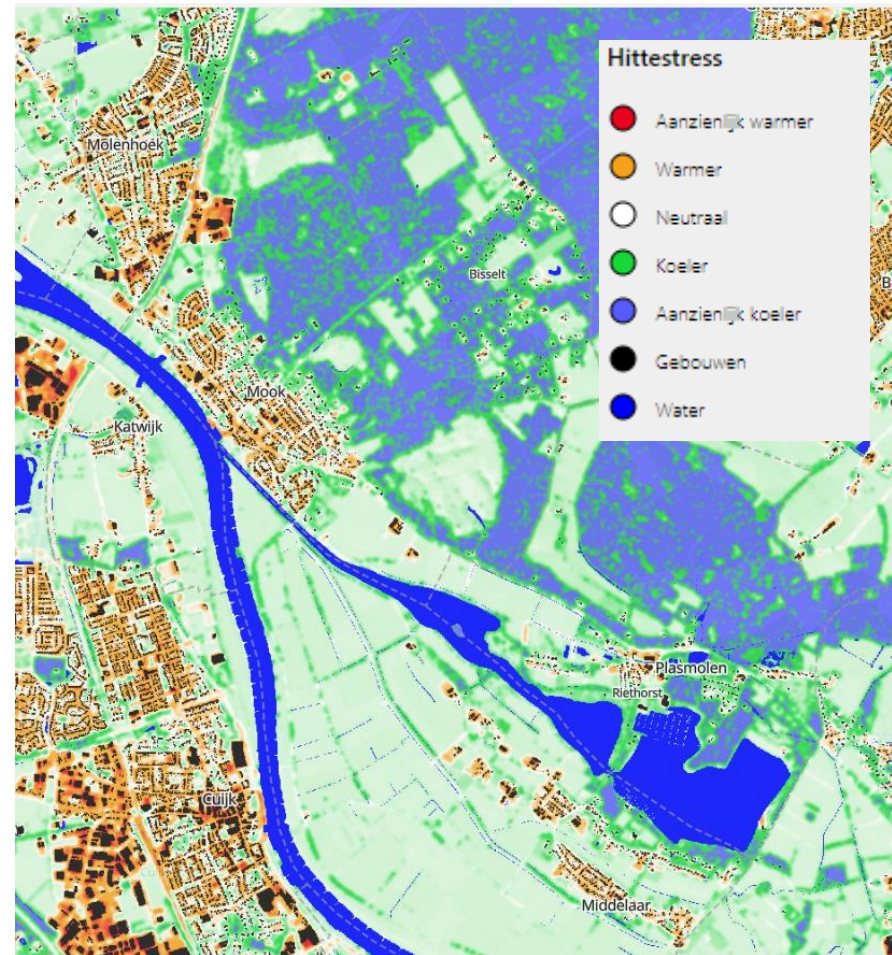 Hittestress
Aanzienlijk warmer
Warmer
Neutraal
Koeler
Aanzienlijk koeler
Gebouwen
Water
Molenhoek
Bisselt
B
Mook
Katwijk
Plasmolen
Riethorst
Cuijk
Middelaar